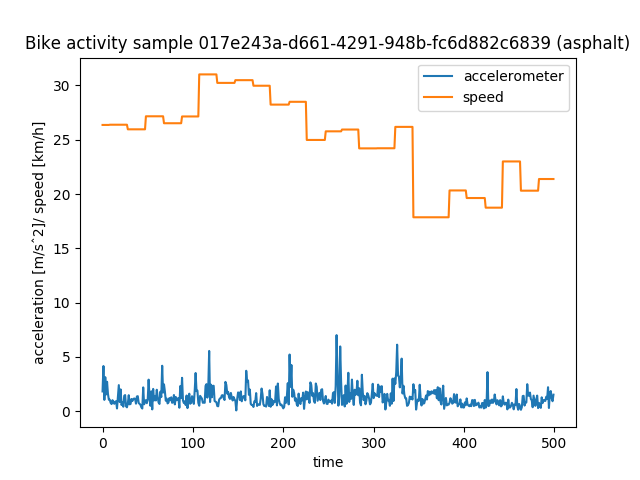 Bike activity sample 017e243a-d661-4291-948b-fc6d882c6839 (asphalt)
accelerometer
speed
acceleration [m/sˆ2]/ speed [km/h]
30
25
20
15
10
5
0
0 100 200 300 400 500
time